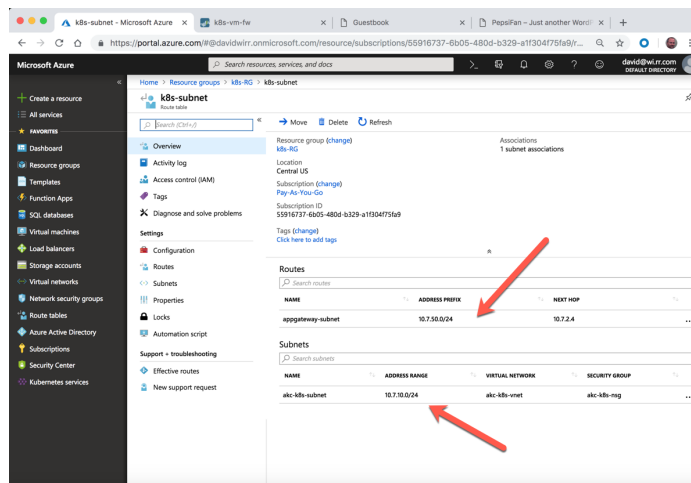 k8s-subnet - Microsoft Azure
k8s-vm-fw
Guestbook
PepsiFan – Just another WordP
https://portal.azure.com/#@davidwirr.onmicrosoft.com/resource/subscriptions/55916737-6b05-480d-b329-a1f304f75fa9/r...
Microsoft Azure
Search resources, services, and docs
david@wi.rr.com
DEFAULT DIRECTORY
Create a resource
All services
FAVORITES
Dashboard
Resource groups
Templates
Function Apps
SQL databases
Virtual machines
Load balancers
Storage accounts
Virtual networks
Network security groups
Route tables
Azure Active Directory
Subscriptions
Security Center
Kubernetes services
Home > Resource groups > k8s-RG > k8s-subnet
k8s-subnet
Route table
Search (Ctrl+/)
Overview
Activity log
Access control (IAM)
Tags
Diagnose and solve problems
Settings
Configuration
Routes
Subnets
Properties
Locks
Automation script
Support + troubleshooting
Effective routes
New support request
Move Delete Refresh
Resource group (change)
k8s-RG
Location
Central US
Subscription (change)
Pay-As-You-Go
Subscription ID
55916737-6b05-480d-b329-a1f304f75fa9
Tags (change)
Click here to add tags
Associations
1 subnet associations
Routes
Search routes
NAME ADDRESS PREFIX NEXT HOP
appgateway-subnet 10.7.50.0/24 10.7.2.4
Subnets
Search subnets
NAME ADDRESS RANGE VIRTUAL NETWORK SECURITY GROUP
akc-k8s-subnet 10.7.10.0/24 akc-k8s-vnet akc-k8s-nsg